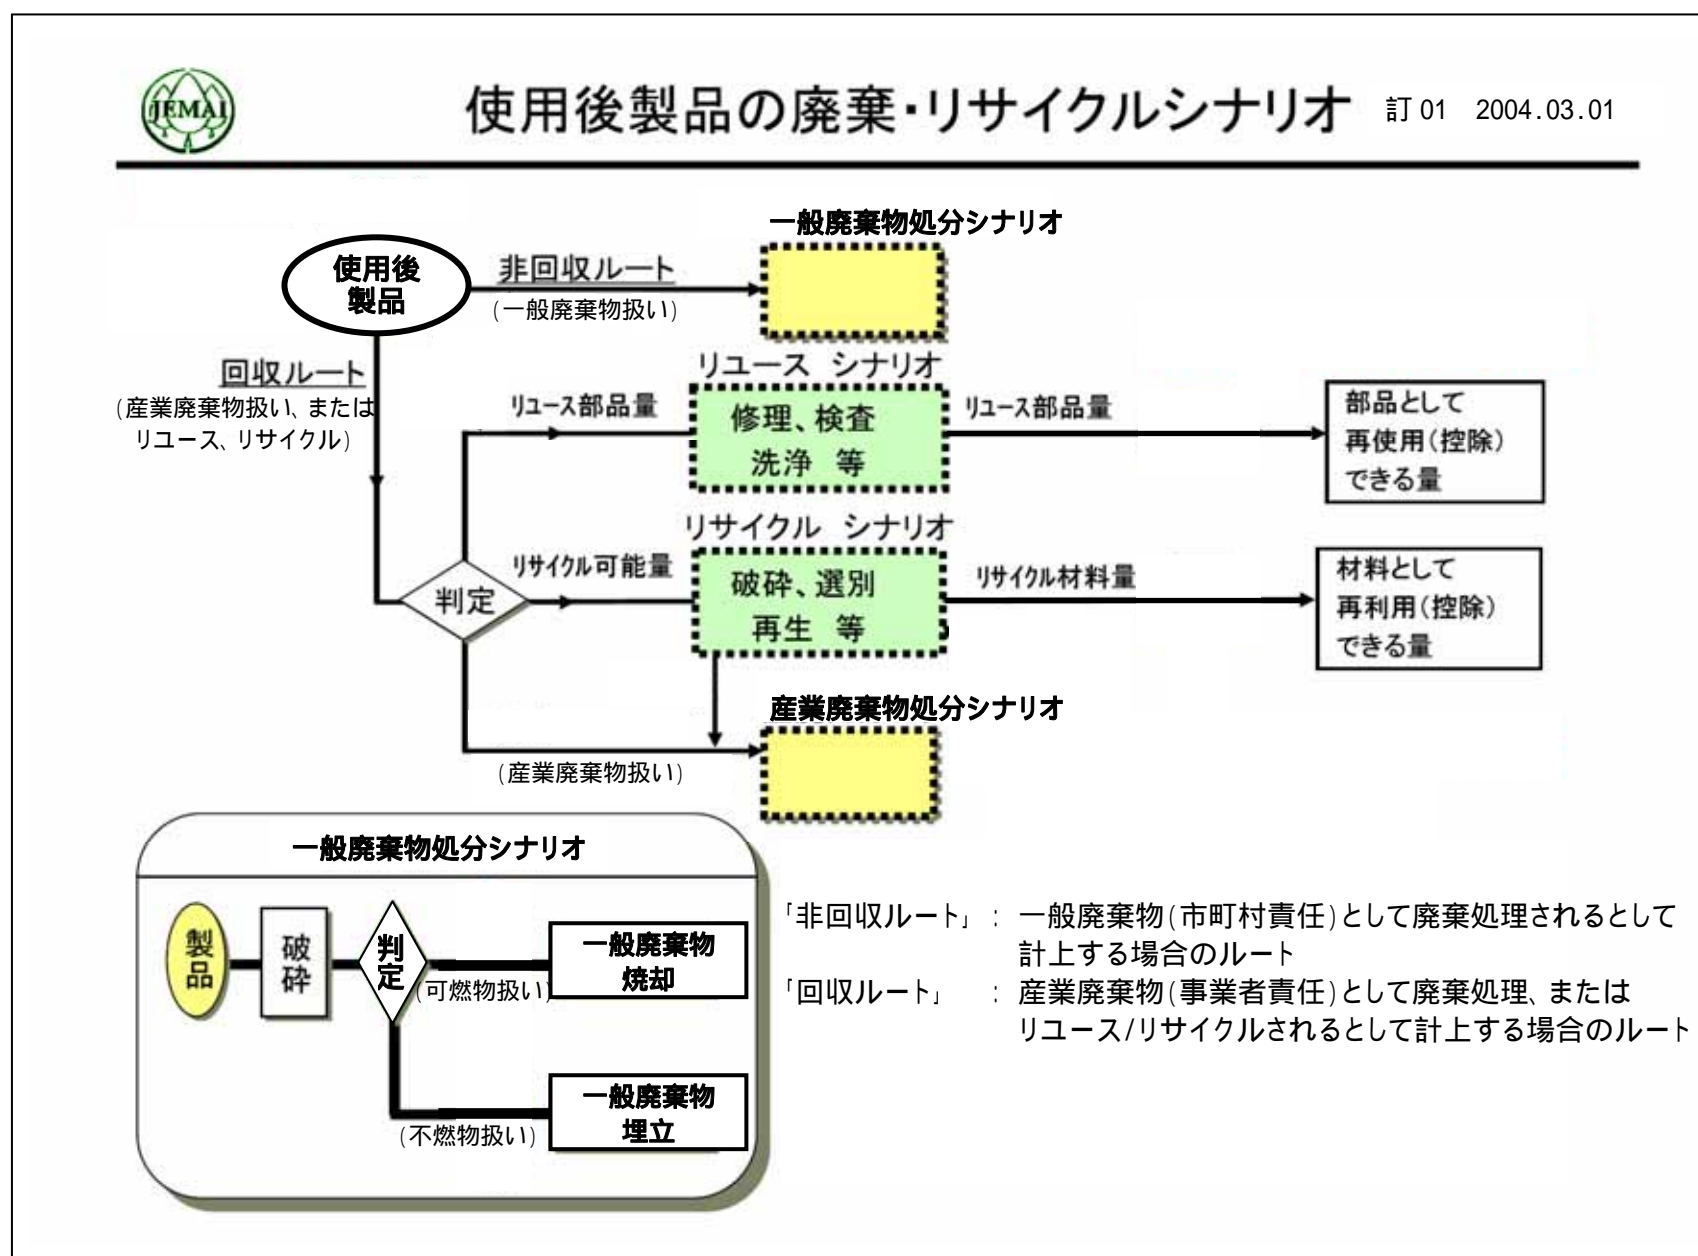 JEMAI
使用後製品の廃棄・リサイクルシナリオ 訂01 2004.03.01
一般廃棄物処分シナリオ
使用後
製品
非回収ルート
(一般廃棄物扱い)
回収ルート
(産業廃棄物扱い、または
リユース、リサイクル)
リユース シナリオ
リユース部品量
修理、検査
洗浄 等
リユース部品量
部品として
再使用(控除)
できる量
リサイクル シナリオ
判定
リサイクル可能量
破砕、選別
再生 等
リサイクル材料量
材料として
再利用(控除)
できる量
産業廃棄物処分シナリオ
(産業廃棄物扱い)
一般廃棄物処分シナリオ
製品
破砕
判定
(可燃物扱い)
一般廃棄物
焼却
(不燃物扱い)
一般廃棄物
埋立
「非回収ルート」: 一般廃棄物(市町村責任)として廃棄処理されるとして
計上する場合のルート
「回収ルート」 : 産業廃棄物(事業者責任)として廃棄処理、または
リユース/リサイクルされるとして計上する場合のルート